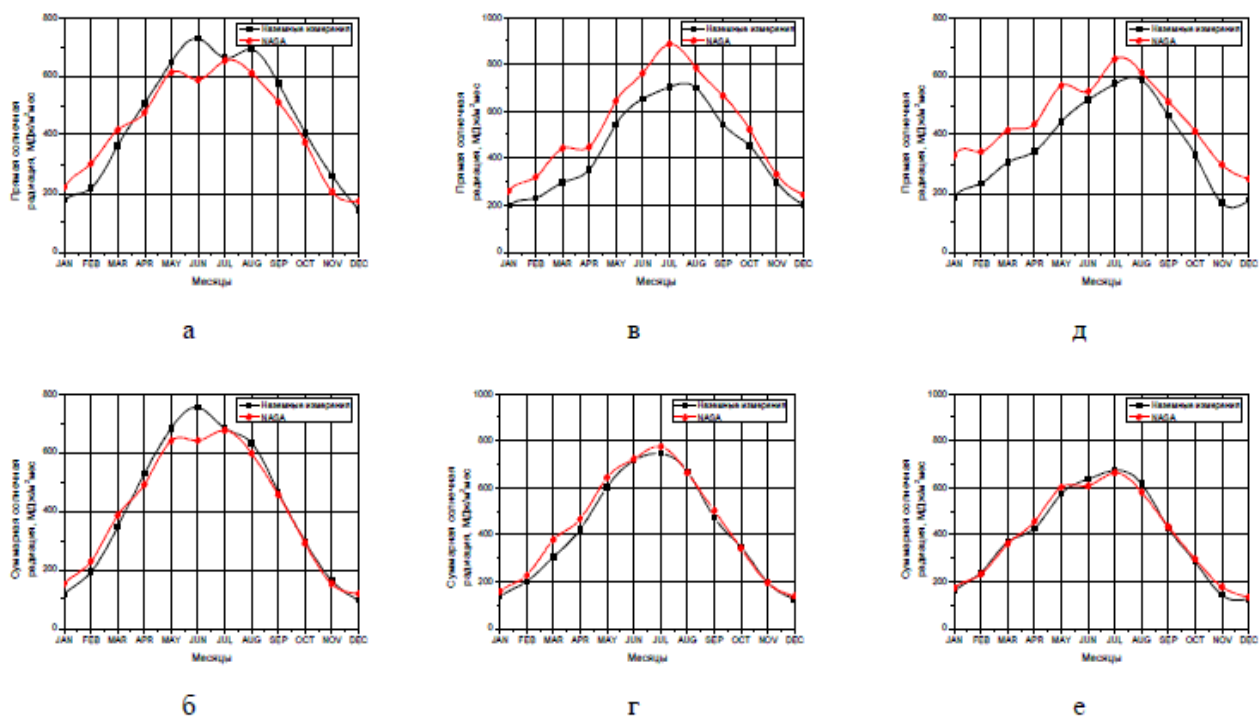 800
600
400
200
0
Прямая солнечная
радиация, МДж/м²мес
Наземные измерения
NASA
JAN FEB MAR APR MAY JUN JUL AUG SEP OCT NOV DEC
Месяцы
а
1000
800
600
400
200
0
Прямая солнечная
радиация, МДж/м²мес
Наземные измерения
NASA
JAN FEB MAR APR MAY JUN JUL AUG SEP OCT NOV DEC
Месяцы
в
800
600
400
200
0
Прямая солнечная
радиация, МДж/м²мес
Наземные измерения
NASA
JAN FEB MAR APR MAY JUN JUL AUG SEP OCT NOV DEC
Месяцы
д
800
600
400
200
0
Суммарная солнечная
радиация, МДж/м²мес
Наземные измерения
NASA
JAN FEB MAR APR MAY JUN JUL AUG SEP OCT NOV DEC
Месяцы
б
1000
800
600
400
200
0
Суммарная солнечная
радиация, МДж/м²мес
Наземные измерения
NASA
JAN FEB MAR APR MAY JUN JUL AUG SEP OCT NOV DEC
Месяцы
г
1000
800
600
400
200
0
Суммарная солнечная
радиация, МДж/м²мес
Наземные измерения
NASA
JAN FEB MAR APR MAY JUN JUL AUG SEP OCT NOV DEC
Месяцы
е